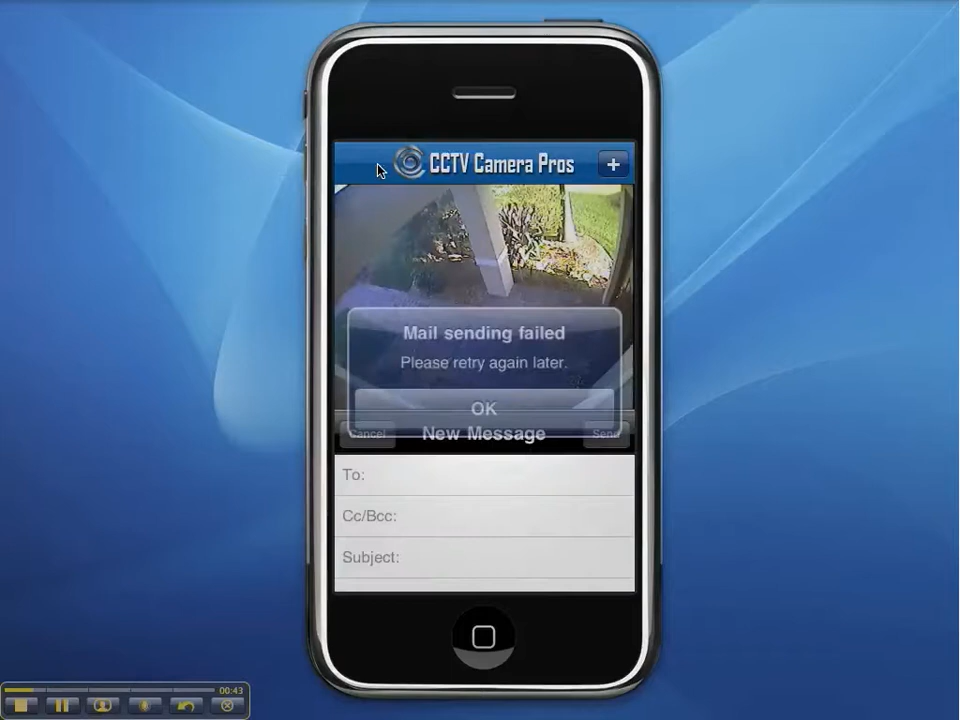 CCTV Camera Pros +
Mail sending failed
Please retry again later.
OK
Cancel New Message Send
To:
Cc/Bcc:
Subject:
00:43